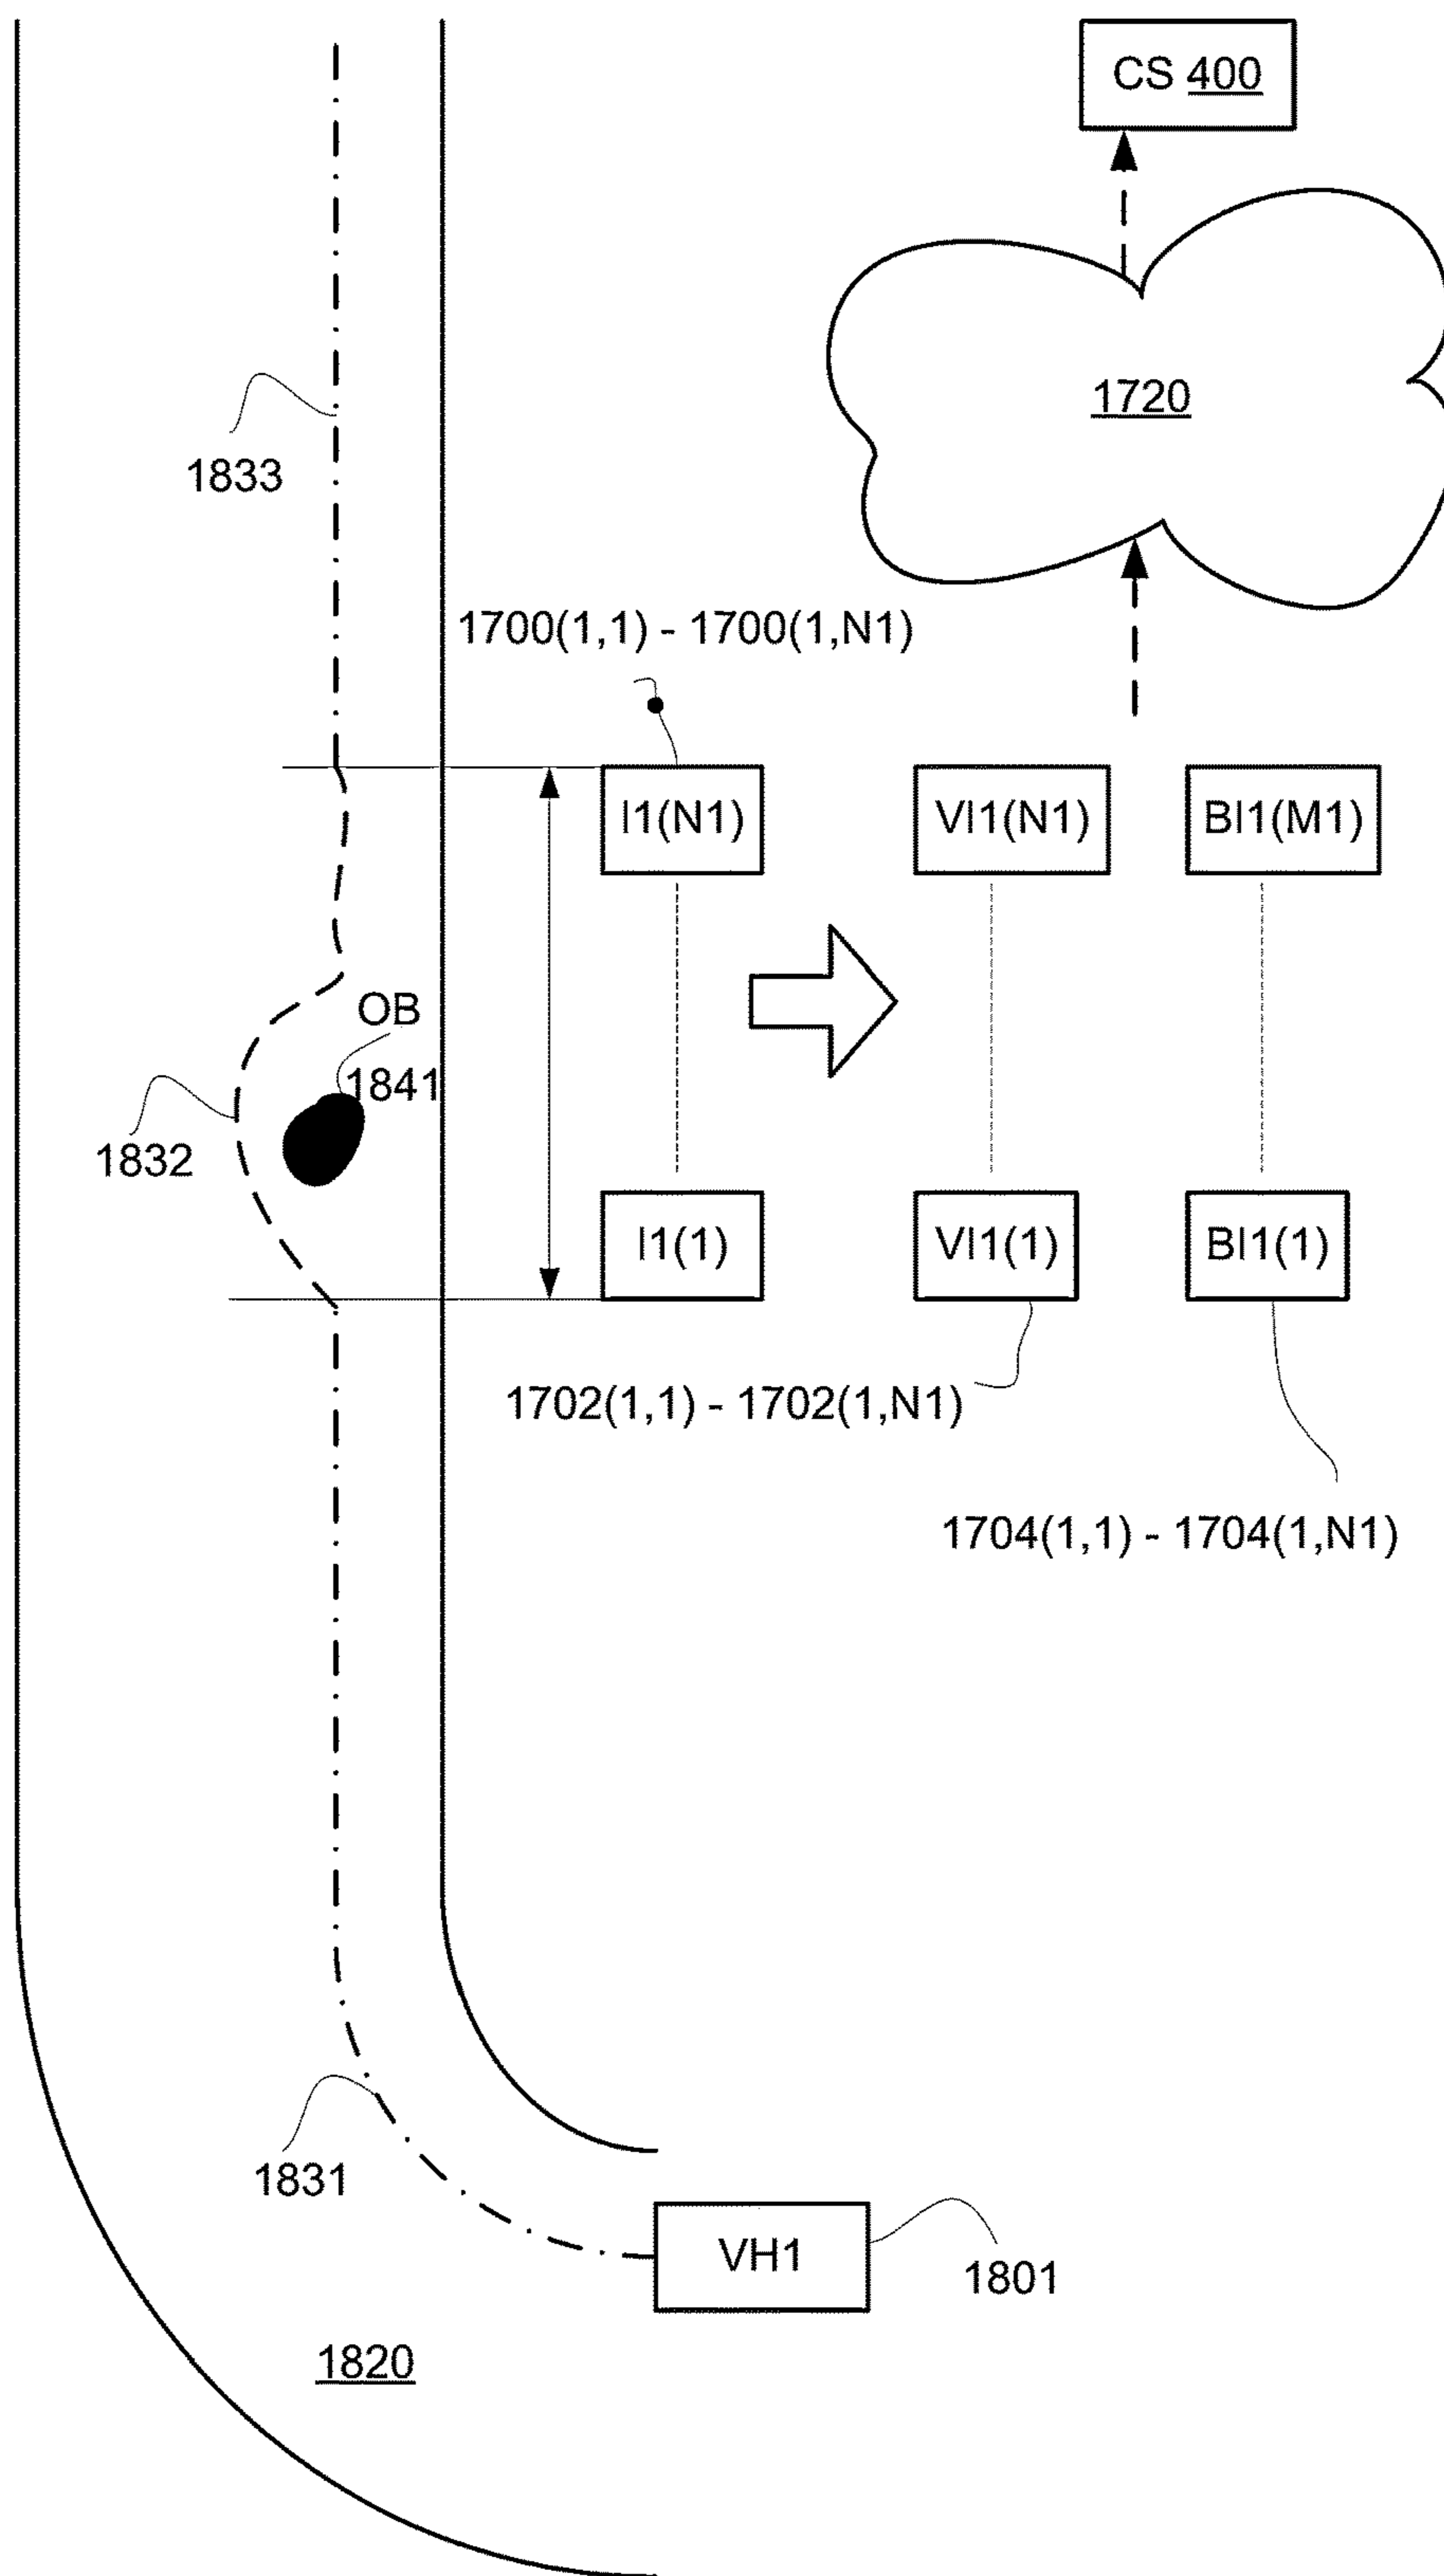 CS 400
1720
1833
1700(1,1) - 1700(1,N1)
I1(N1)
VI1(N1)
BI1(M1)
OB
1841
1832
I1(1)
VI1(1)
BI1(1)
1702(1,1) - 1702(1,N1)
1704(1,1) - 1704(1,N1)
1831
VH1
1801
1820